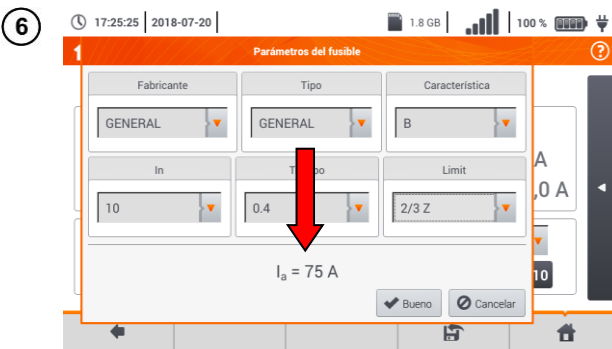 6
17:25:25 2018-07-20 1.8 GB 100 %
1 Parámetros del fusible ?
Fabricante Tipo Característica
GENERAL GENERAL B
In Limit
10 0.4 2/3 Z
A
,0 A
Ia = 75 A
10
Bueno Cancelar